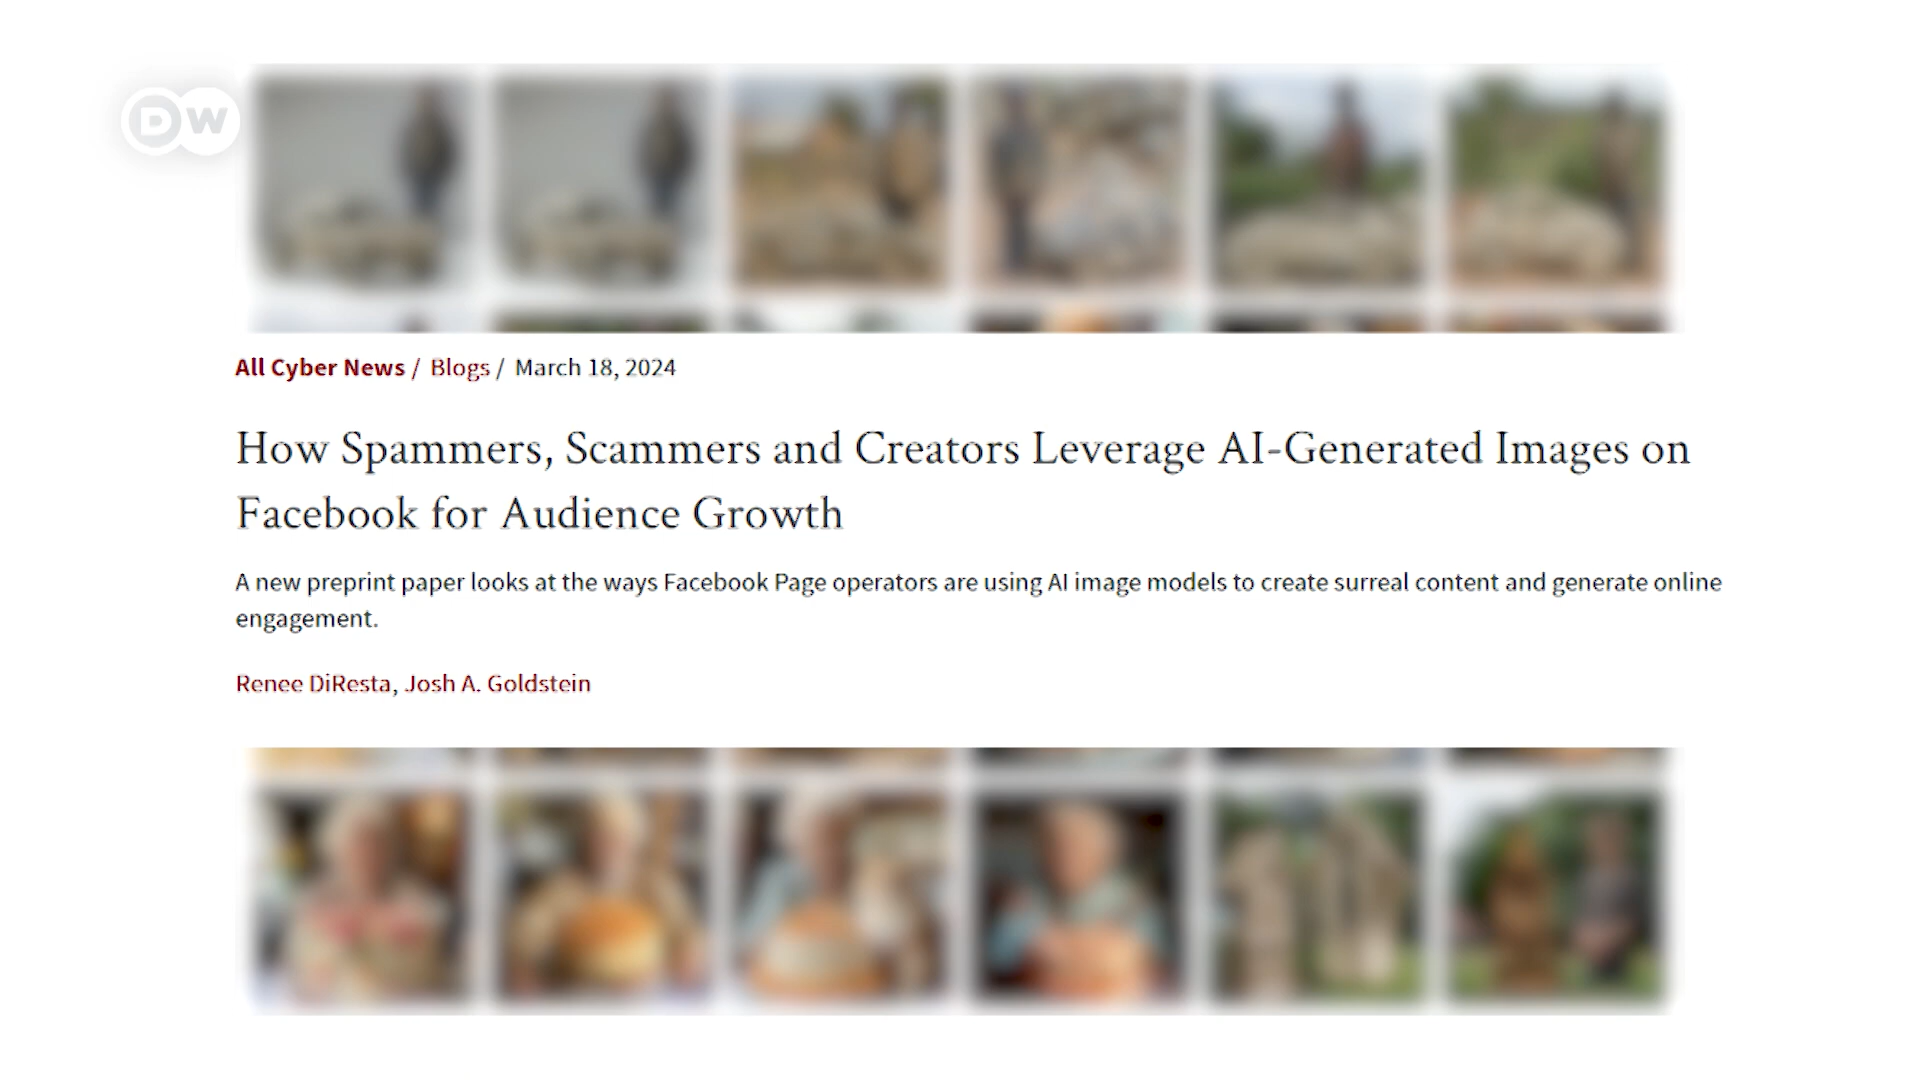 DW
All Cyber News / Blogs / March 18, 2024
How Spammers, Scammers and Creators Leverage AI-Generated Images on
Facebook for Audience Growth
A new preprint paper looks at the ways Facebook Page operators are using AI image models to create surreal content and generate online
engagement.
Renee DiResta, Josh A. Goldstein